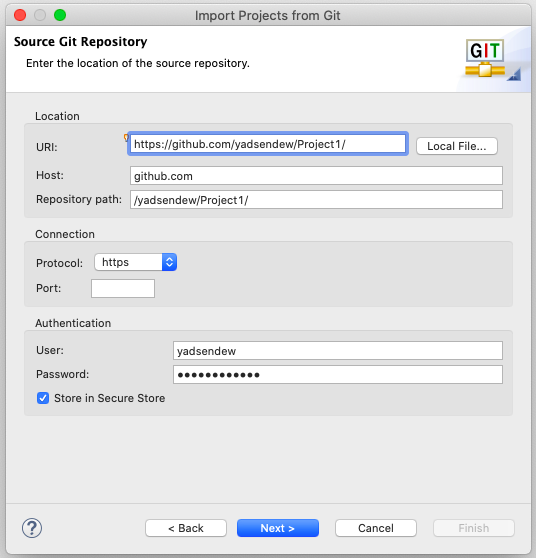 Import Projects from Git
Source Git Repository
Enter the location of the source repository.
GIT
Location
URI: https://github.com/yadsendew/Project1/ Local File...
Host: github.com
Repository path: /yadsendew/Project1/
Connection
Protocol: https
Port:
Authentication
User: yadsendew
Password: ●●●●●●●●●●●●
Store in Secure Store
? < Back Next > Cancel Finish